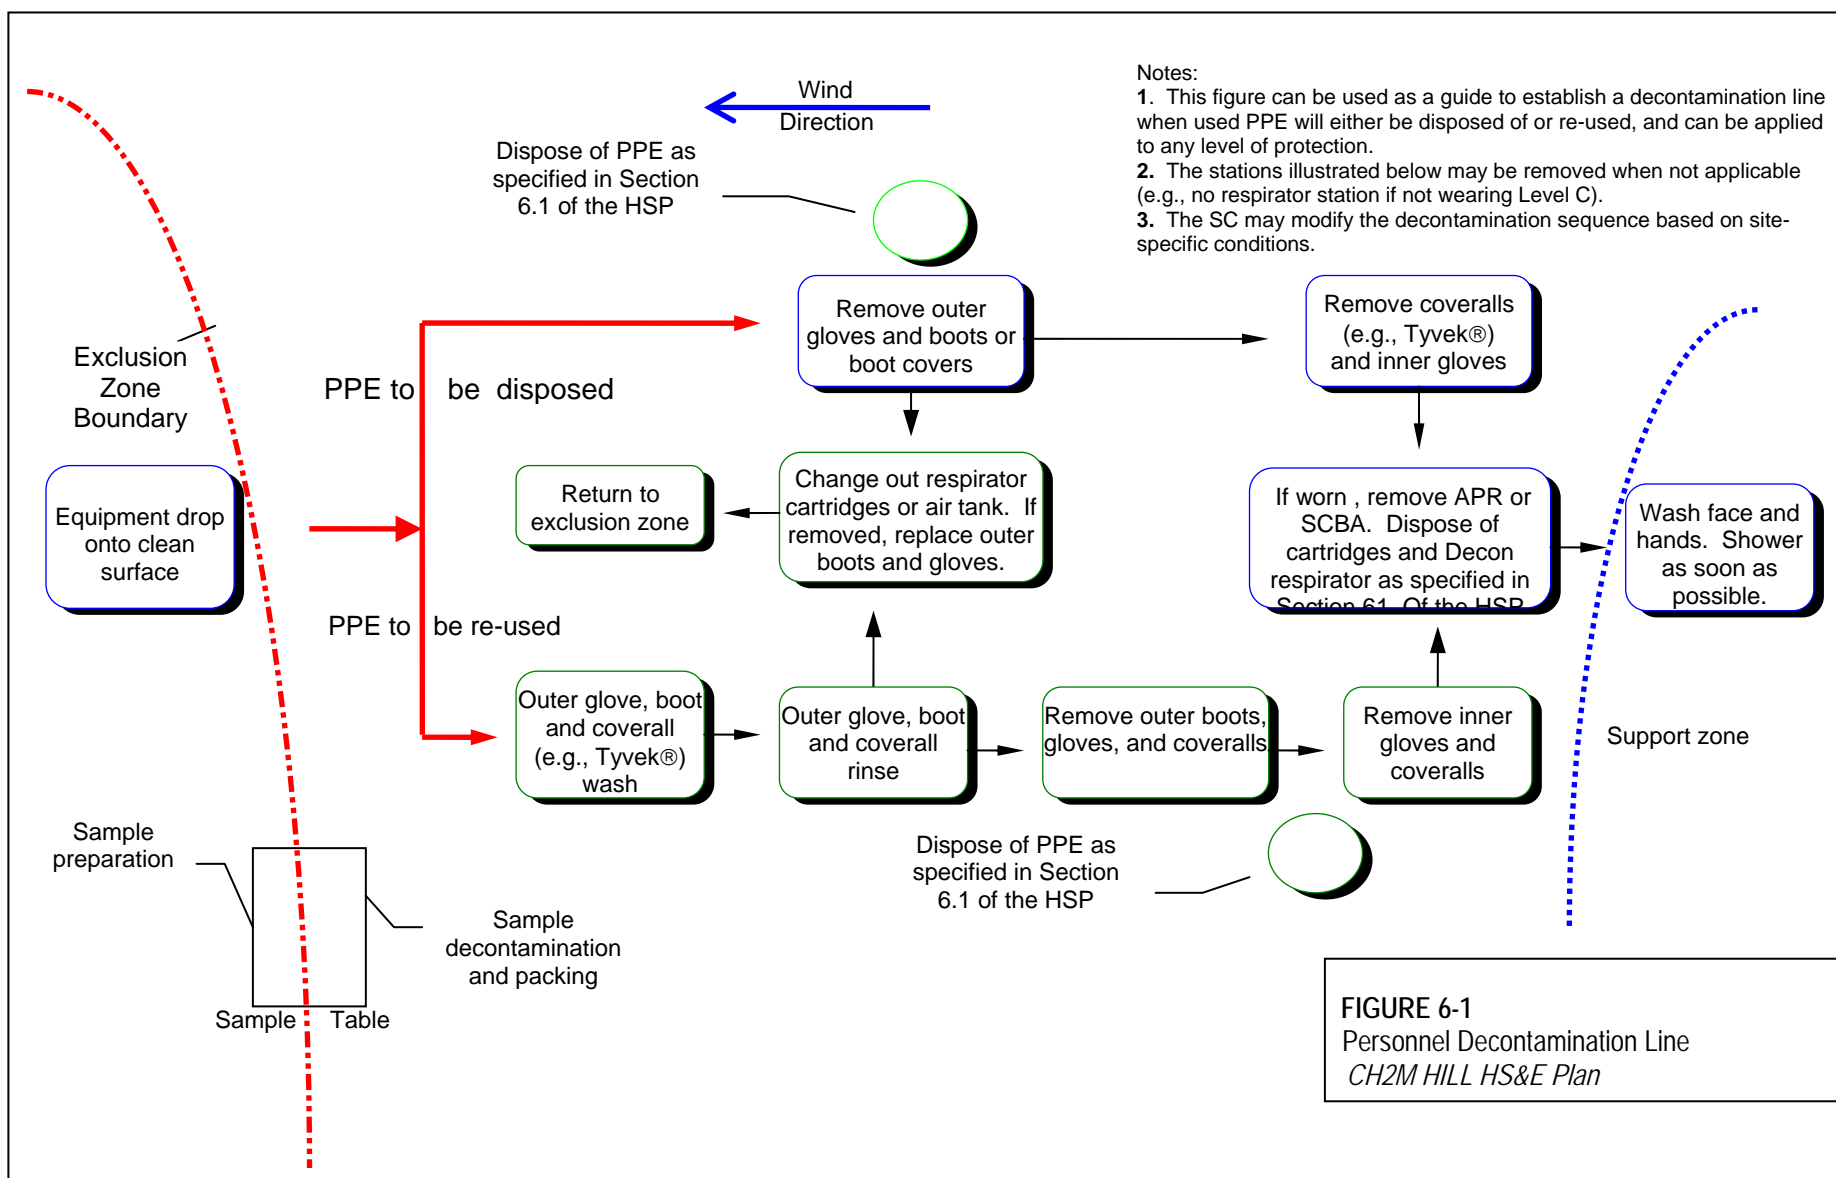 Wind
Direction
Notes:
1. This figure can be used as a guide to establish a decontamination line
when used PPE will either be disposed of or re-used, and can be applied
to any level of protection.
2. The stations illustrated below may be removed when not applicable
(e.g., no respirator station if not wearing Level C).
3. The SC may modify the decontamination sequence based on site-
specific conditions.
Dispose of PPE as
specified in Section
6.1 of the HSP
Exclusion
Zone
Boundary
Remove outer
gloves and boots or
boot covers
Remove coveralls
(e.g., Tyvek®)
and inner gloves
PPE to be disposed
Equipment drop
onto clean
surface
Return to
exclusion zone
Change out respirator
cartridges or air tank. If
removed, replace outer
boots and gloves.
If worn , remove APR or
SCBA. Dispose of
cartridges and Decon
respirator as specified in
Section 61. Of the HSP
Wash face and
hands. Shower
as soon as
possible.
PPE to be re-used
Outer glove, boot
and coverall
(e.g., Tyvek®)
wash
Outer glove, boot
and coverall
rinse
Remove outer boots,
gloves, and coveralls
Remove inner
gloves and
coveralls
Support zone
Sample
preparation
Sample
decontamination
and packing
Sample Table
Dispose of PPE as
specified in Section
6.1 of the HSP
FIGURE 6-1
Personnel Decontamination Line
CH2M HILL HS&E Plan